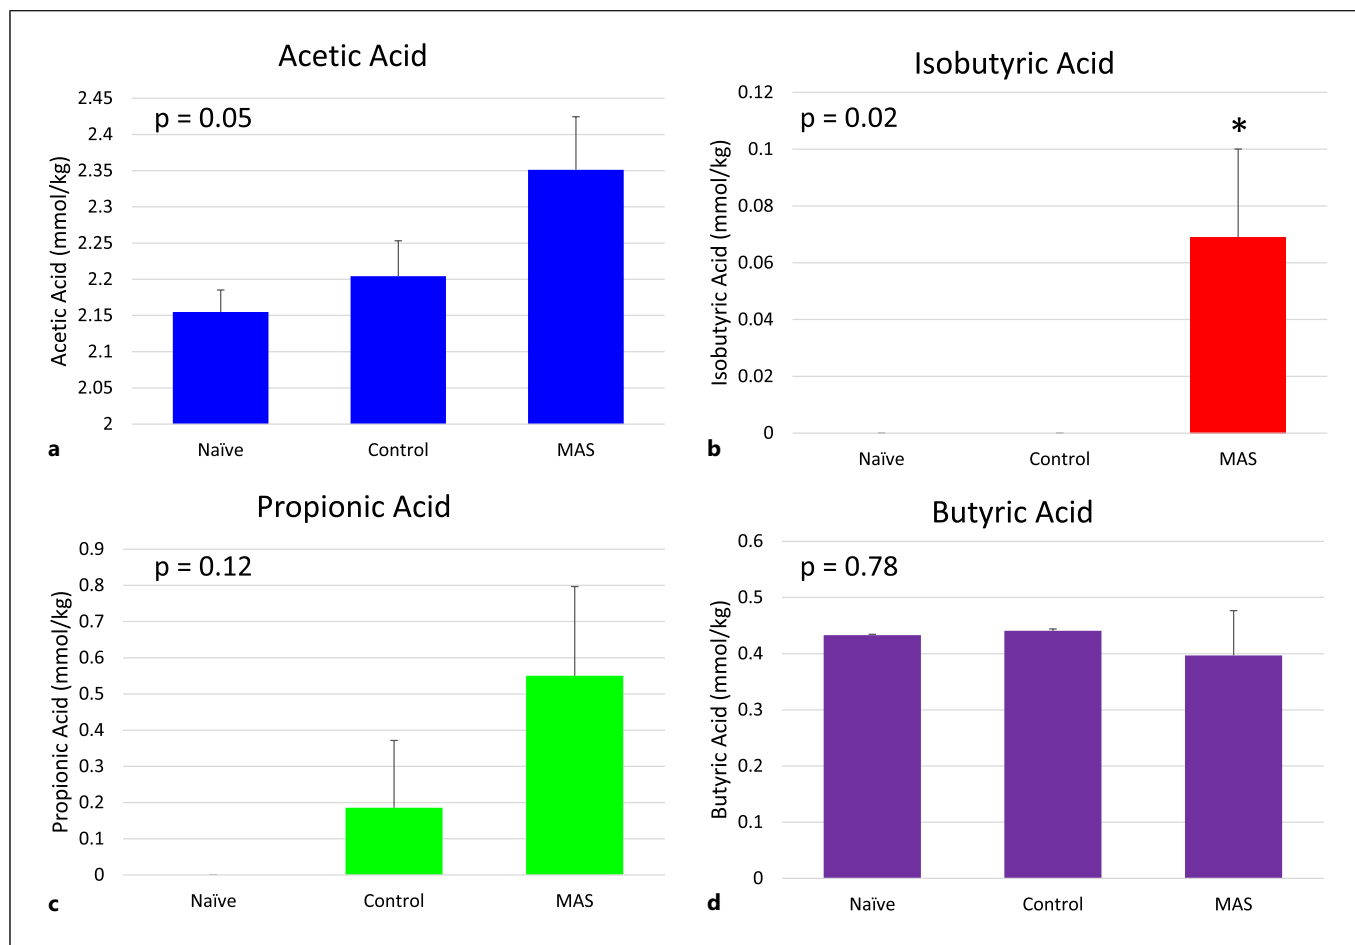 Acetic Acid
p = 0.05
Acetic Acid (mmol/kg)
2.45
2.4
2.35
2.3
2.25
2.2
2.15
2.1
2.05
2
Naïve Control MAS
a
Isobutyric Acid
p = 0.02
*
Isobutyric Acid (mmol/kg)
0.12
0.1
0.08
0.06
0.04
0.02
0
Naïve Control MAS
b
Propionic Acid
p = 0.12
Propionic Acid (mmol/kg)
0.9
0.8
0.7
0.6
0.5
0.4
0.3
0.2
0.1
0
Naïve Control MAS
c
Butyric Acid
p = 0.78
Butyric Acid (mmol/kg)
0.6
0.5
0.4
0.3
0.2
0.1
0
Naïve Control MAS
d